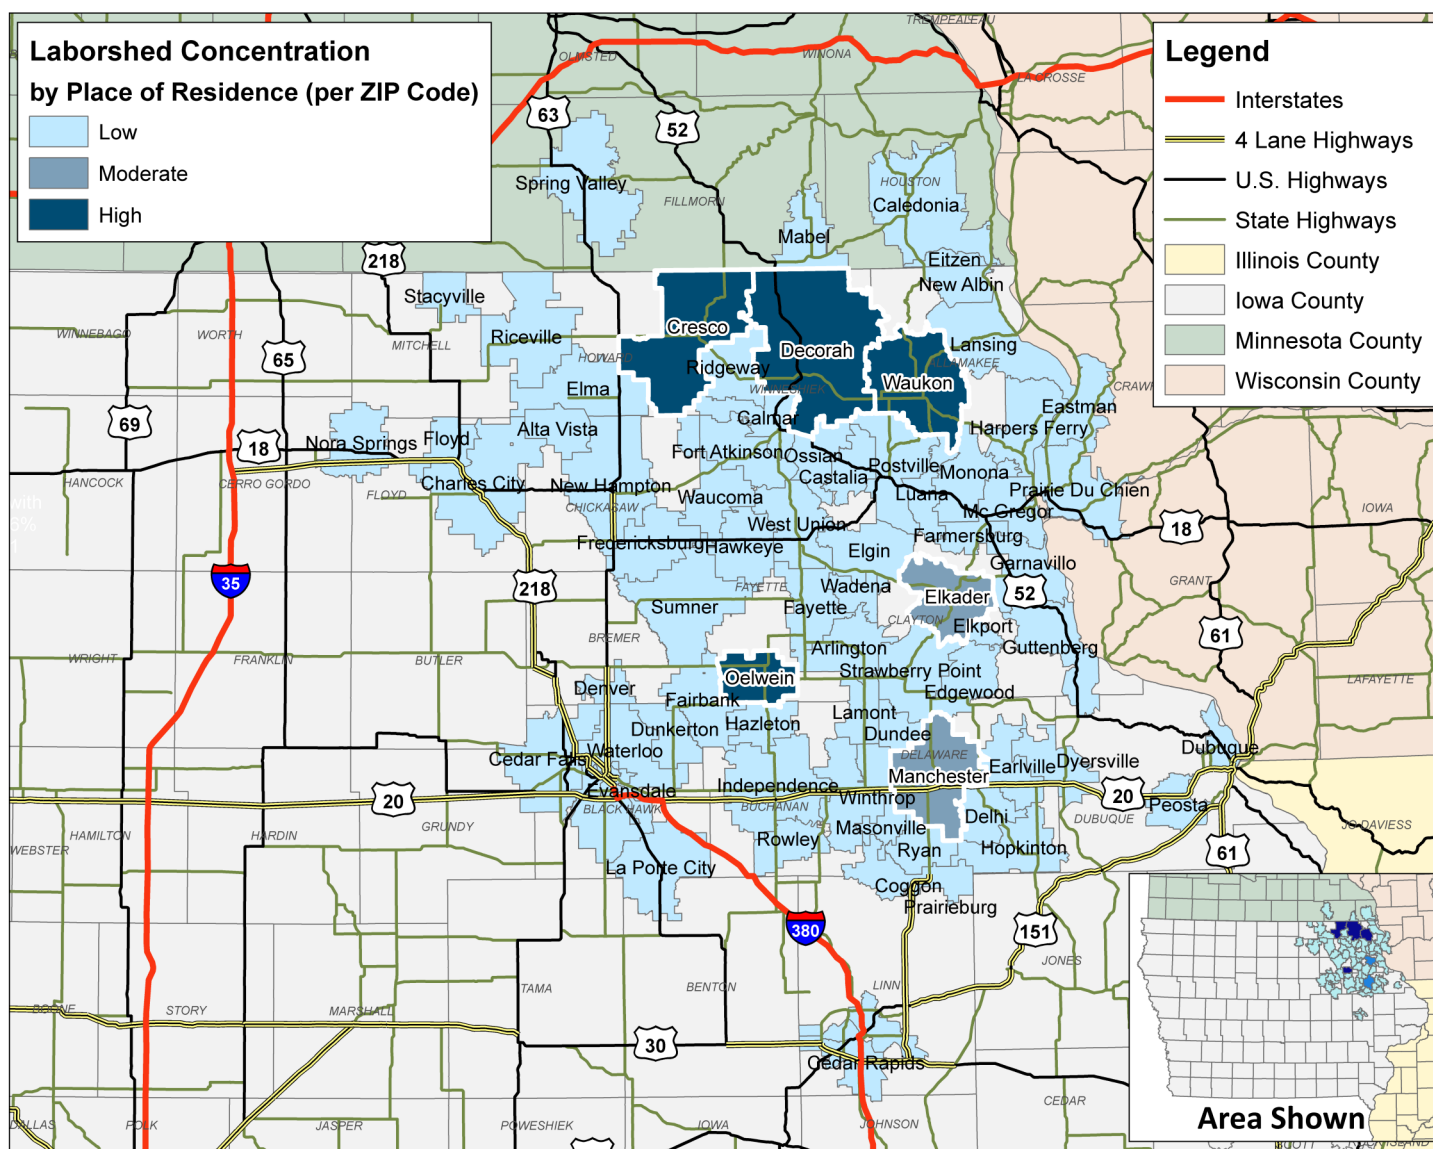 Laborshed Concentration
by Place of Residence (per ZIP Code)
Low
Moderate
High
Legend
Interstates
4 Lane Highways
U.S. Highways
State Highways
Illinois County
Iowa County
Minnesota County
Wisconsin County
TREMPEALEAU
OLMSTED
WINONA
LA CROSSE
63
52
Spring Valley
HOUSTON
FILLMORN
Caledonia
Mabel
218
Eitzen
New Albin
Stacyville
WINNEBAGO
WORTH
MITCHELL
Riceville
Cresco
Lansing
65
HOWARD
Decorah
ALLAMAKEE
Ridgeway
Elma
WINNESHIEK
Waukon
CRAWF
Eastman
69
Calmar
Alta Vista
Harpers Ferry
18
Nora Springs
Floyd
Fort Atkinson
Ossian
Postville
Monona
HANCOCK
CERRO GORDO
FLOYD
Charles City
New Hampton
Castalia
Luana
Prairie Du Chien
with
6%
CHICKASAW
Waucoma
Mc Gregor
IOWA
West Union
18
Fredericksburg
Hawkeye
Elgin
Farmersburg
Garnavillo
35
218
FAYETTE
Wadena
Elkader
52
GRANT
Sumner
Fayette
CLAYTON
Elkport
61
BREMER
Arlington
Guttenberg
WRIGHT
FRANKLIN
BUTLER
Strawberry Point
LAFAYETTE
Oelwein
Denver
Fairbank
Edgewood
Hazleton
Lamont
Dunkerton
Dundee
Waterloo
Dubuque
Cedar Falls
DELAWARE
Earlville
Dyersville
Manchester
Evansdale
Independence
20
Winthrop
20
Peosta
BLACK HAWK
BUCHANAN
Delhi
DUBUQUE
HAMILTON
HARDIN
GRUNDY
Masonville
JO DAVIESS
WEBSTER
Rowley
Ryan
Hopkinton
61
La Porte City
Coggon
Prairieburg
380
151
JONES
TAMA
BENTON
LINN
BOONE
STORY
MARSHALL
30
Cedar Rapids
CEDAR
DALLAS
POLK
JASPER
POWESHIEK
IOWA
JOHNSON
Area Shown
SCOTT